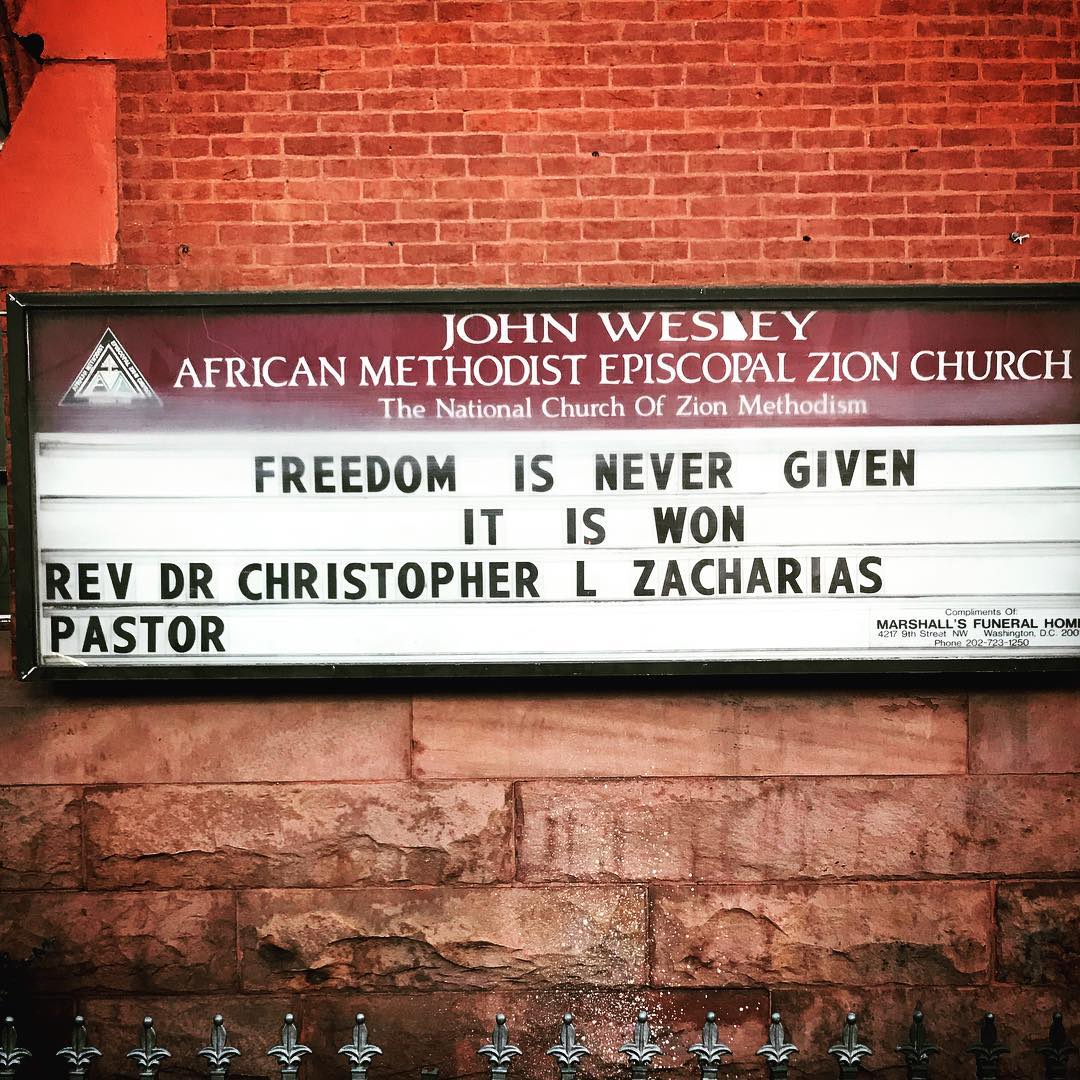 JOHN WESLEY
AFRICAN METHODIST EPISCOPAL ZION CHURCH
The National Church Of Zion Methodism
FREEDOM IS NEVER GIVEN
IT IS WON
REV DR CHRISTOPHER L ZACHARIAS
PASTOR
Compliments Of:
MARSHALL'S FUNERAL HOM
4217 9th Street NW Washington, D.C. 200
Phone 202-723-1250